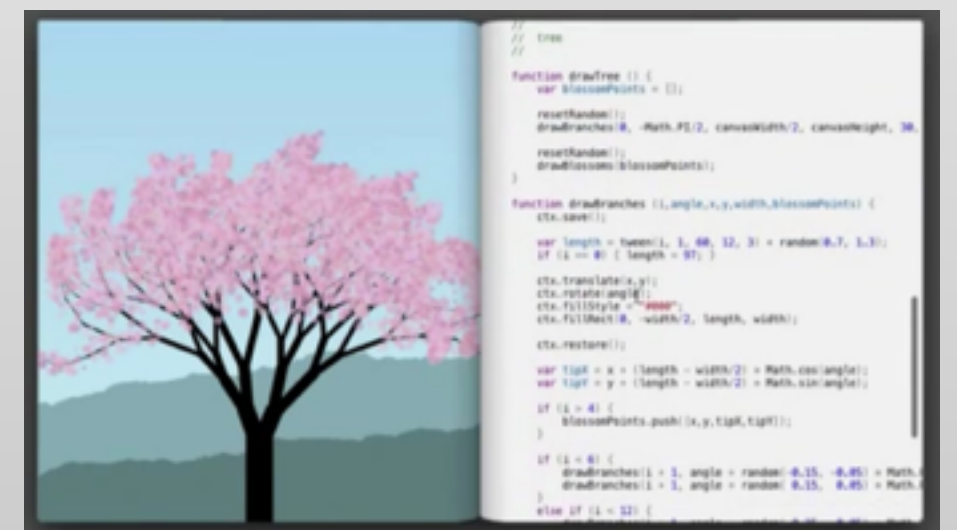 //
// tree
//
function drawTree () {
var blossomPoints = [];
resetRandom();
drawBranches(0, -Math.PI/2, canvasWidth/2, canvasHeight, 30,
resetRandom();
drawBlossoms(blossomPoints);
}
function drawBranches (i,angle,x,y,width,blossomPoints) {
ctx.save();
var length = tween(i, 1, 60, 12, 3) * random(0.7, 1.3);
if (i == 0) { length = 97; }
ctx.translate(x,y);
ctx.rotate(angle);
ctx.fillStyle = "#000";
ctx.fillRect(0, -width/2, length, width);
ctx.restore();
var tipX = x + (length - width/2) * Math.cos(angle);
var tipY = y + (length - width/2) * Math.sin(angle);
if (i > 4) {
blossomPoints.push([x,y,tipX,tipY]);
}
if (i < 6) {
drawBranches(i + 1, angle + random(-0.15, -0.05) * Math.
drawBranches(i + 1, angle + random( 0.15, 0.05) * Math.
}
else if (i < 12) {